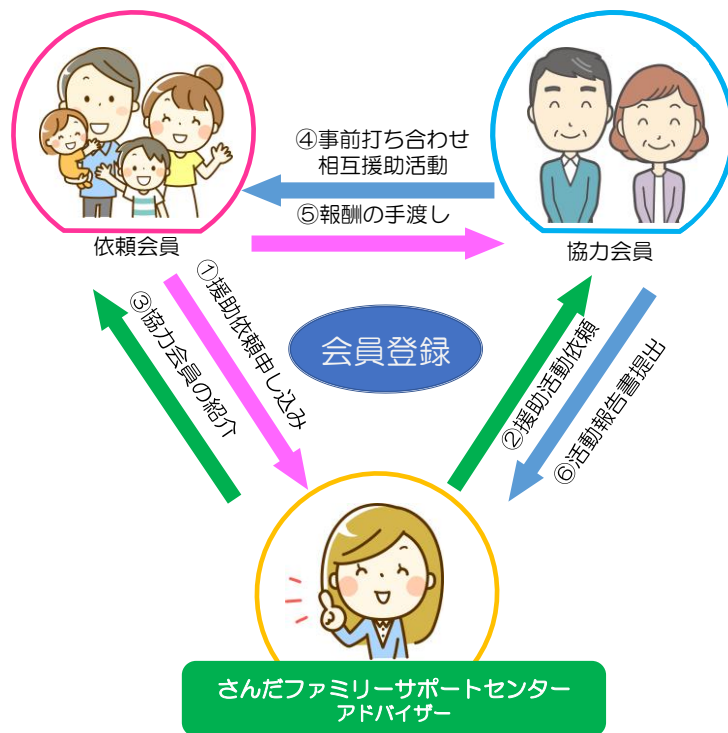 ④事前打ち合わせ
相互援助活動
⑤報酬の手渡し
依頼会員
協力会員
①援助依頼申し込み
③協力会員の紹介
会員登録
②援助活動依頼
⑥活動報告書提出
さんだファミリーサポートセンター
アドバイザー